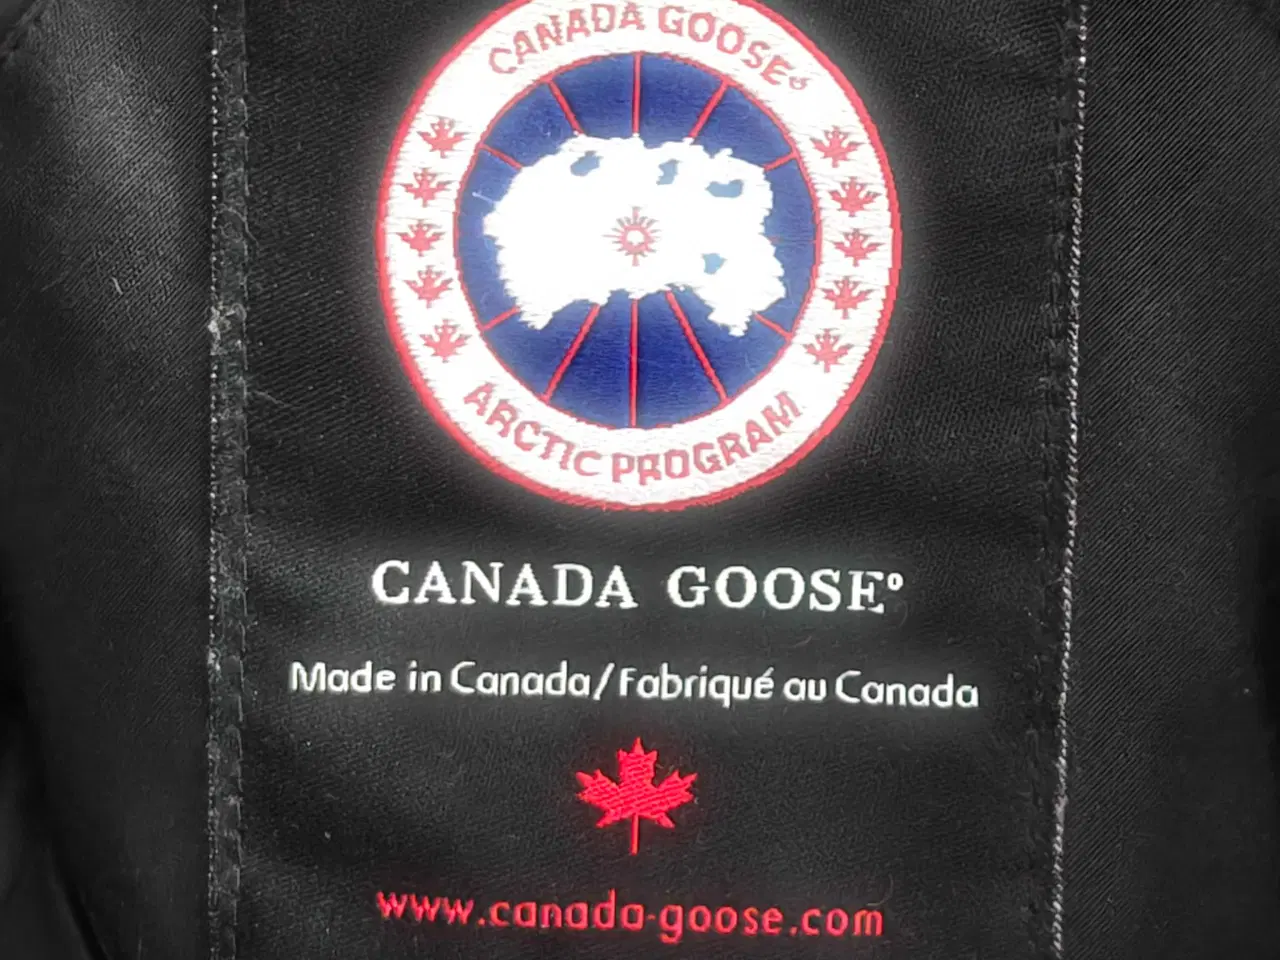 CANADA GOOSE®
ARCTIC PROGRAM
CANADA GOOSE®
Made in Canada/Fabriqué au Canada
www.canada-goose.com